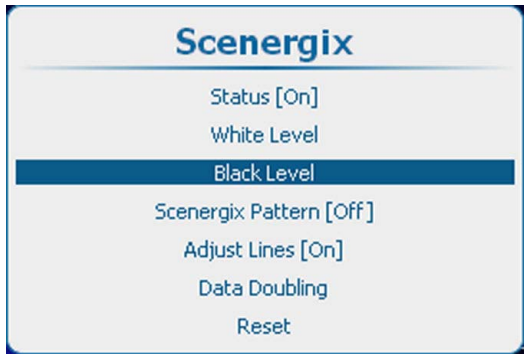 Scenergix
Status [On]
White Level
Black Level
Scenergix Pattern [Off]
Adjust Lines [On]
Data Doubling
Reset